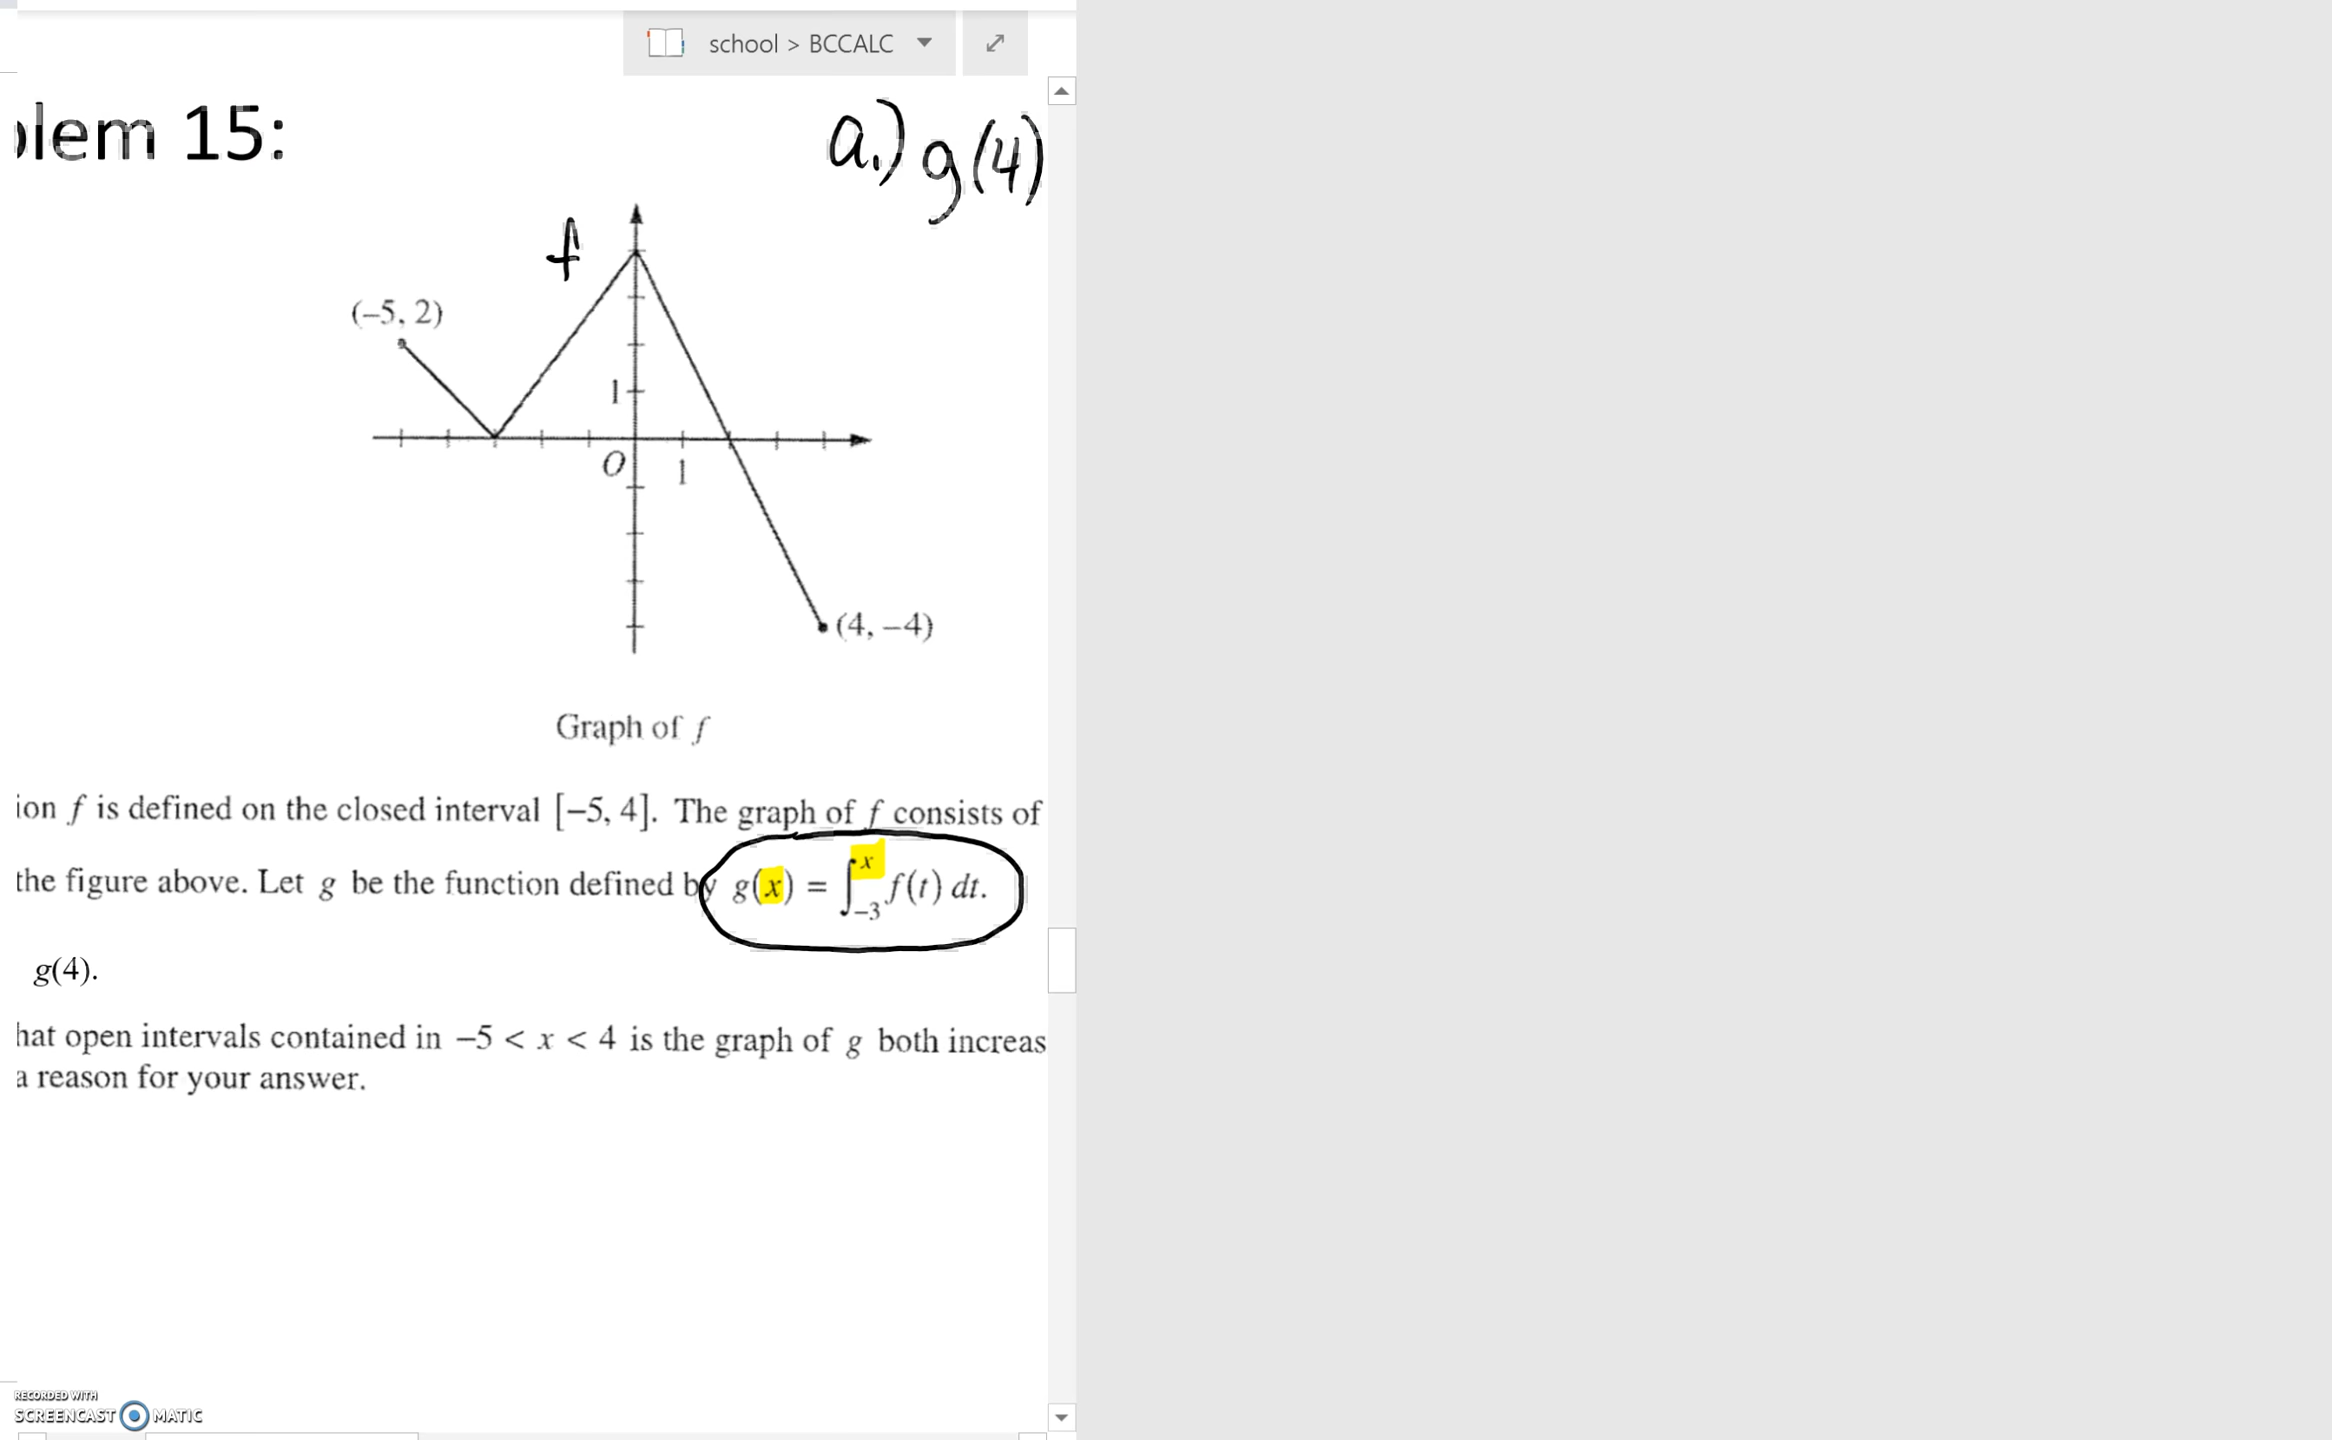 school > BCCALC
lem 15:
a.) g(4)
f
(–5, 2)
1
O
1
(4, –4)
Graph of f
ion f is defined on the closed interval [–5, 4]. The graph of f consists of
the figure above. Let g be the function defined by g(x) = ∫_{–3}^{x} f(t) dt.
g(4).
hat open intervals contained in –5 < x < 4 is the graph of g both increas
a reason for your answer.
RECORDED WITH
SCREENCAST MATIC